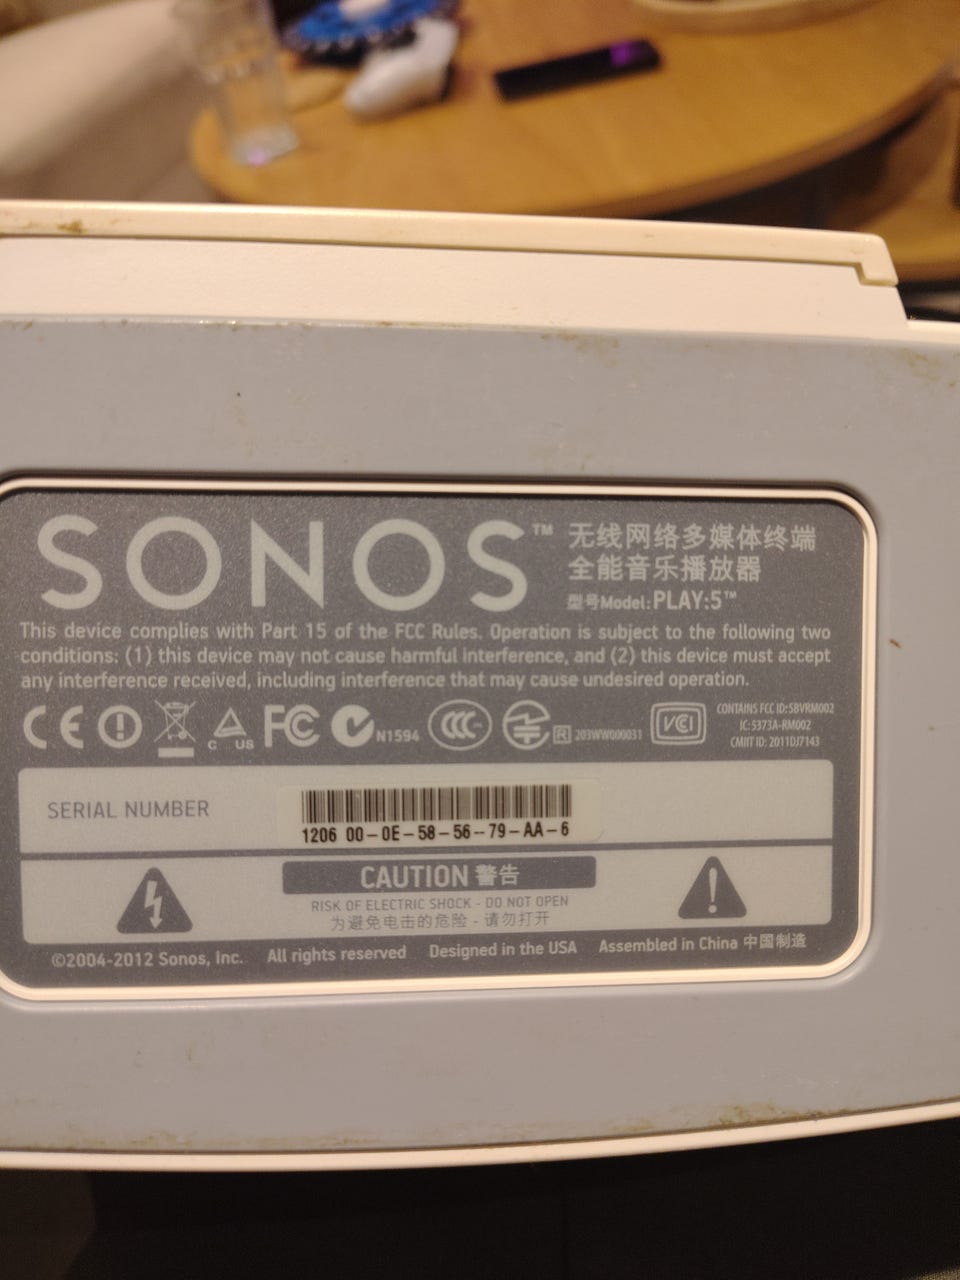 SONOS™
无线网络多媒体终端
全能音乐播放器
型号Model: PLAY:5™
This device complies with Part 15 of the FCC Rules. Operation is subject to the following two
conditions: (1) this device may not cause harmful interference, and (2) this device must accept
any interference received, including interference that may cause undesired operation.
CE
C US
FC
N1594
CCC
R 203WW000031
VCI
CONTAINS FCC ID:SBVRM002
IC:5373A-RM002
CMIIT ID: 2011DJ7143
SERIAL NUMBER
1206 00-0E-58-56-79-AA-6
CAUTION 警告
RISK OF ELECTRIC SHOCK - DO NOT OPEN
为避免电击的危险 - 请勿打开
©2004-2012 Sonos, Inc. All rights reserved Designed in the USA Assembled in China 中国制造